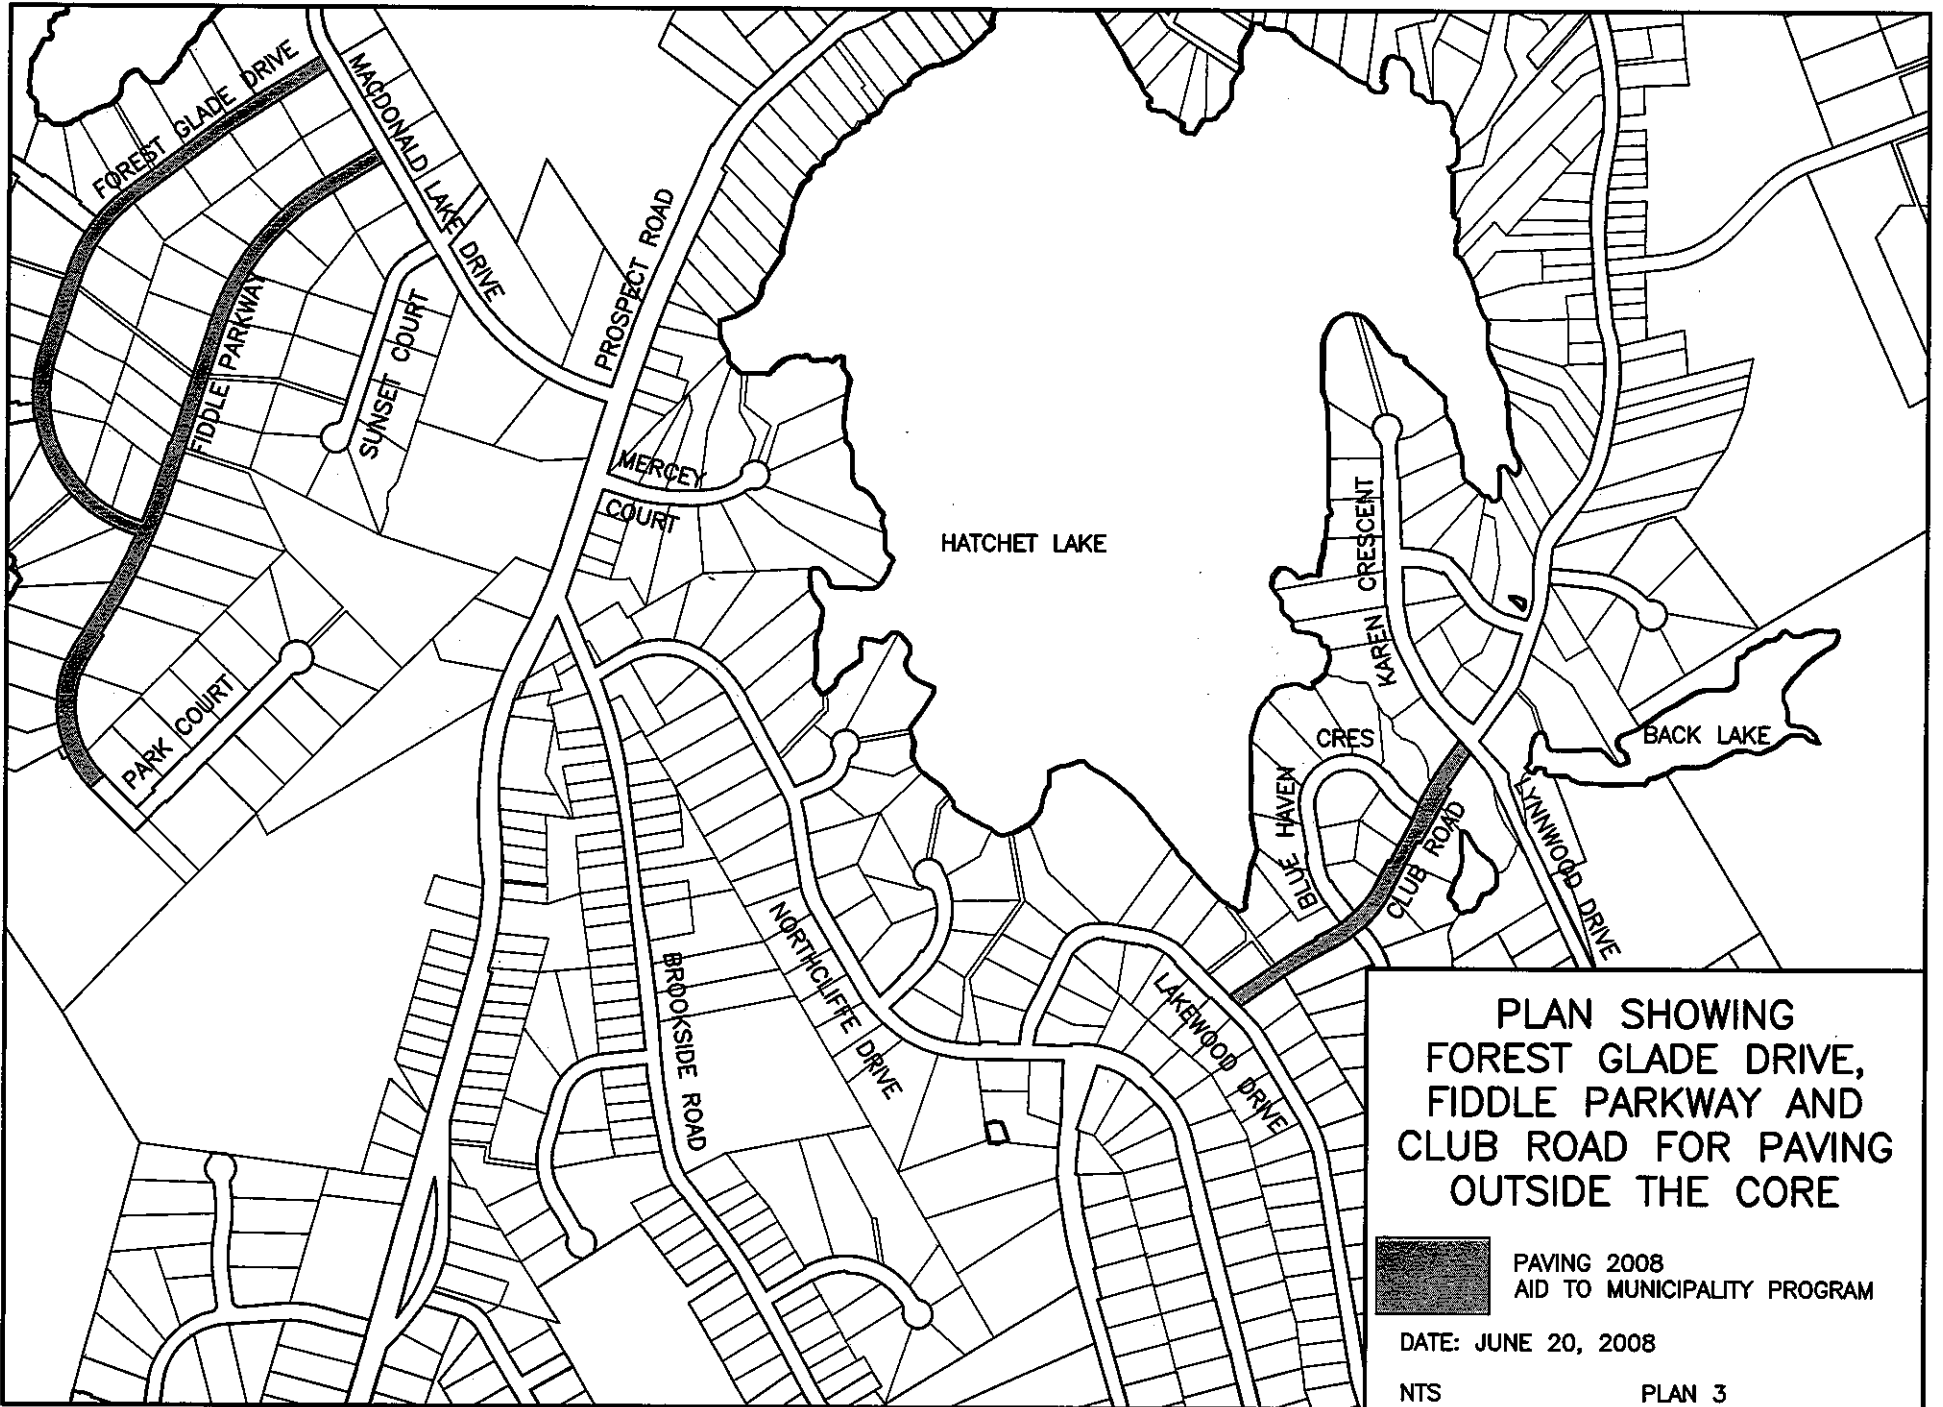 FOREST GLADE DRIVE
MACDONALD LAKE DRIVE
PROSPECT ROAD
FIDDLE PARKWAY
SUNSET COURT
MERCEY
COURT
HATCHET LAKE
KAREN CRESCENT
PARK COURT
CRES
BLUE HAVEN
BACK LAKE
CLUB ROAD
LYNNWOOD DRIVE
NORTHCLIFFE DRIVE
BROOKSIDE ROAD
LAKEWOOD DRIVE
PLAN SHOWING
FOREST GLADE DRIVE,
FIDDLE PARKWAY AND
CLUB ROAD FOR PAVING
OUTSIDE THE CORE
PAVING 2008
AID TO MUNICIPALITY PROGRAM
DATE: JUNE 20, 2008
NTS
PLAN 3